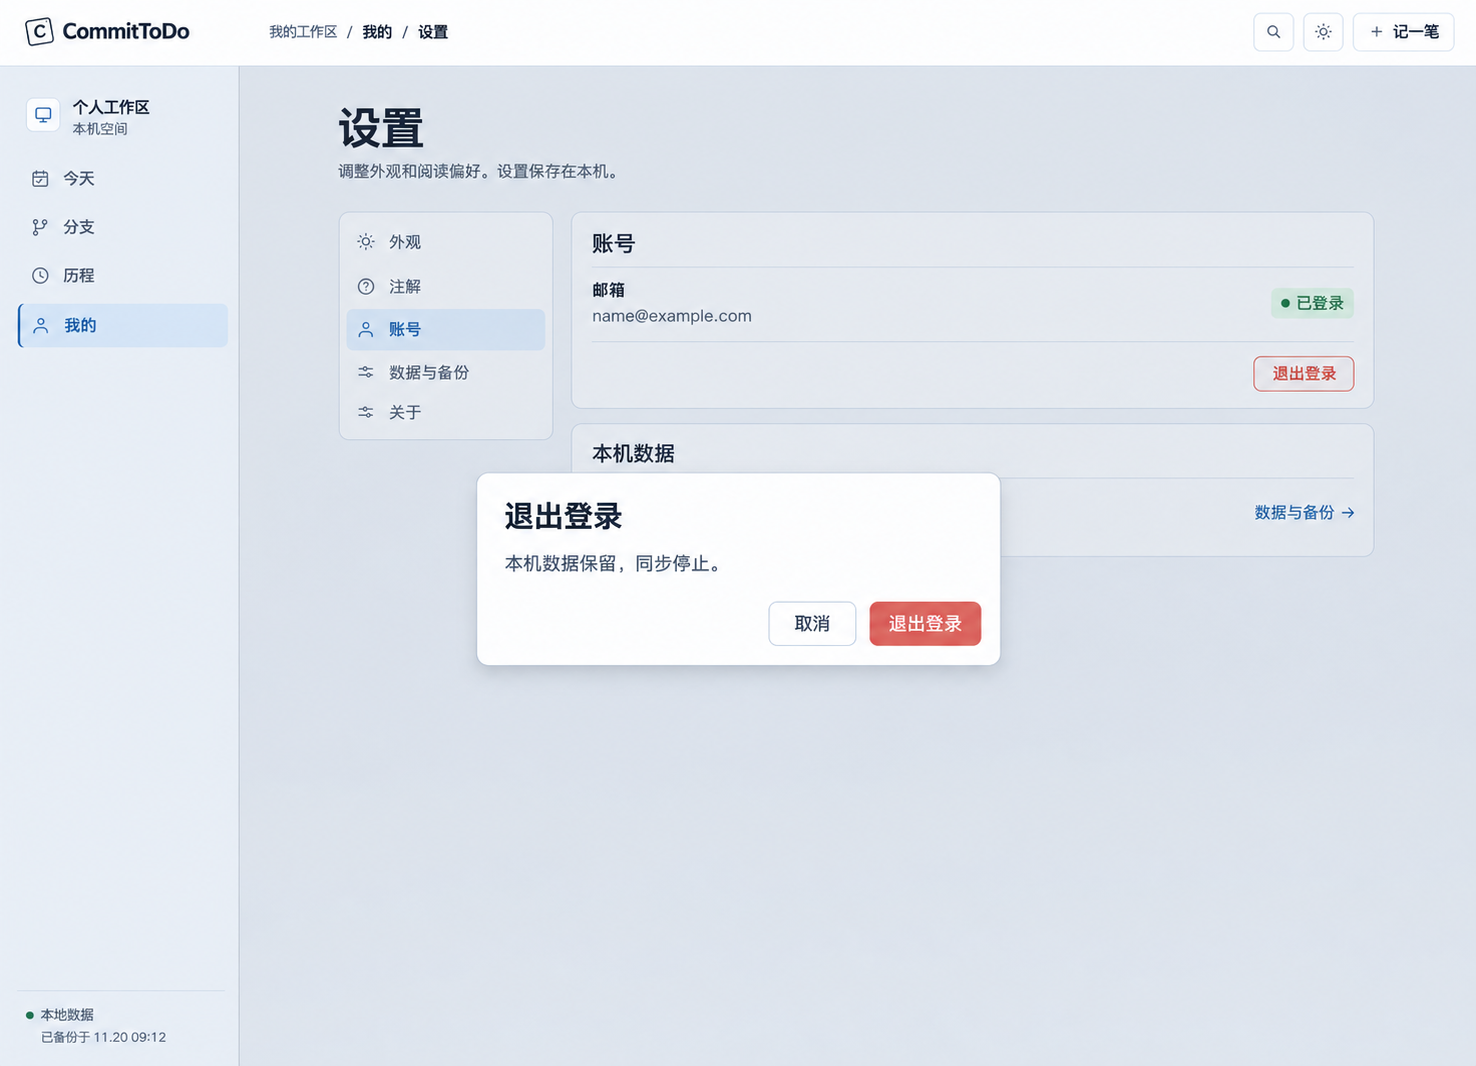 C CommitToDo
我的工作区 / 我的 / 设置
+ 记一笔
个人工作区
本机空间
今天
分支
历程
我的
本地数据
已备份于 11.20 09:12
设置
调整外观和阅读偏好。设置保存在本机。
外观
注解
账号
数据与备份
关于
账号
邮箱
name@example.com
已登录
退出登录
本机数据
数据与备份 →
退出登录
本机数据保留，同步停止。
取消
退出登录